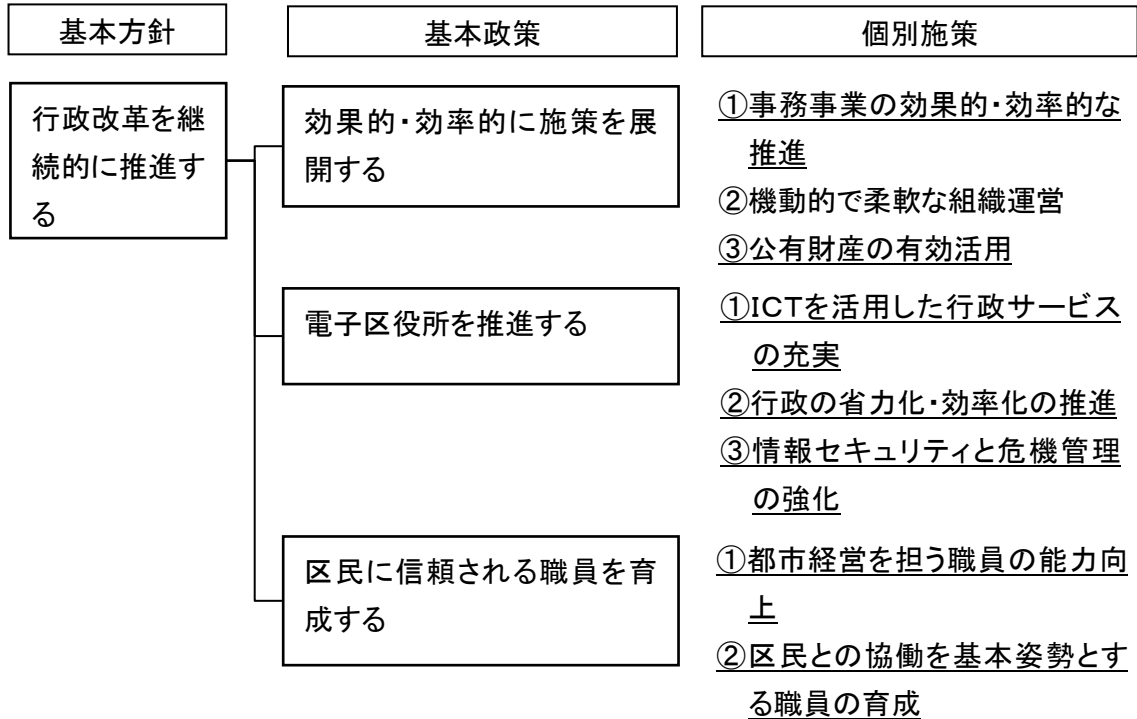 基本方針
基本政策
個別施策
行政改革を継
続的に推進す
る
効果的・効率的に施策を展
開する
①事務事業の効果的・効率的な
推進
②機動的で柔軟な組織運営
③公有財産の有効活用
電子区役所を推進する
①ICTを活用した行政サービス
の充実
②行政の省力化・効率化の推進
③情報セキュリティと危機管理
の強化
区民に信頼される職員を育
成する
①都市経営を担う職員の能力向
上
②区民との協働を基本姿勢とす
る職員の育成